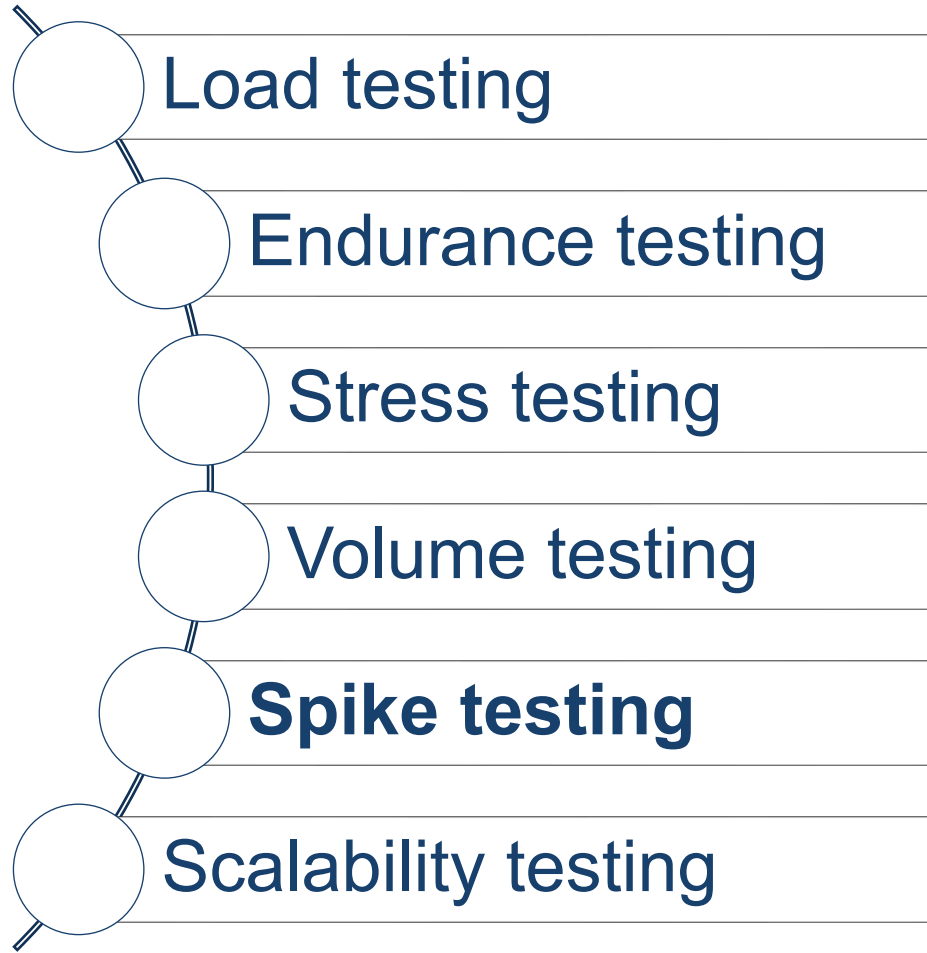 Load testing
Endurance testing
Stress testing
Volume testing
Spike testing
Scalability testing